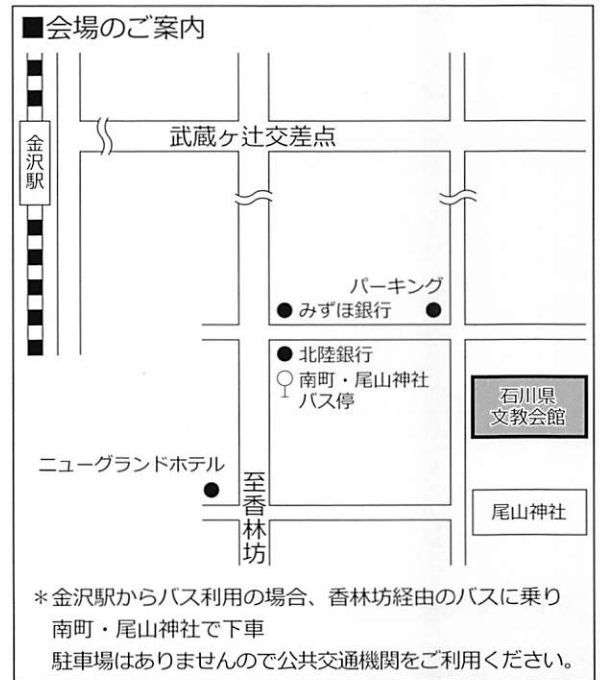 ■会場のご案内
金沢駅
武蔵ヶ辻交差点
パーキング
みずほ銀行
北陸銀行
南町・尾山神社
バス停
石川県
文教会館
ニューグランドホテル
至香林坊
尾山神社
＊金沢駅からバス利用の場合、香林坊経由のバスに乗り
南町・尾山神社で下車
駐車場はありませんので公共交通機関をご利用ください。